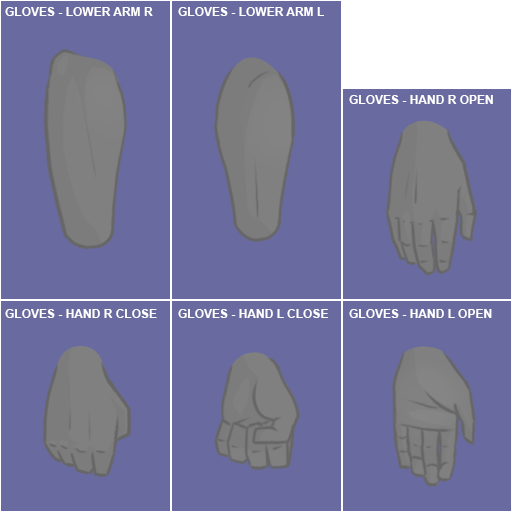 GLOVES - LOWER ARM R
GLOVES - LOWER ARM L
GLOVES - HAND R OPEN
GLOVES - HAND R CLOSE
GLOVES - HAND L CLOSE
GLOVES - HAND L OPEN